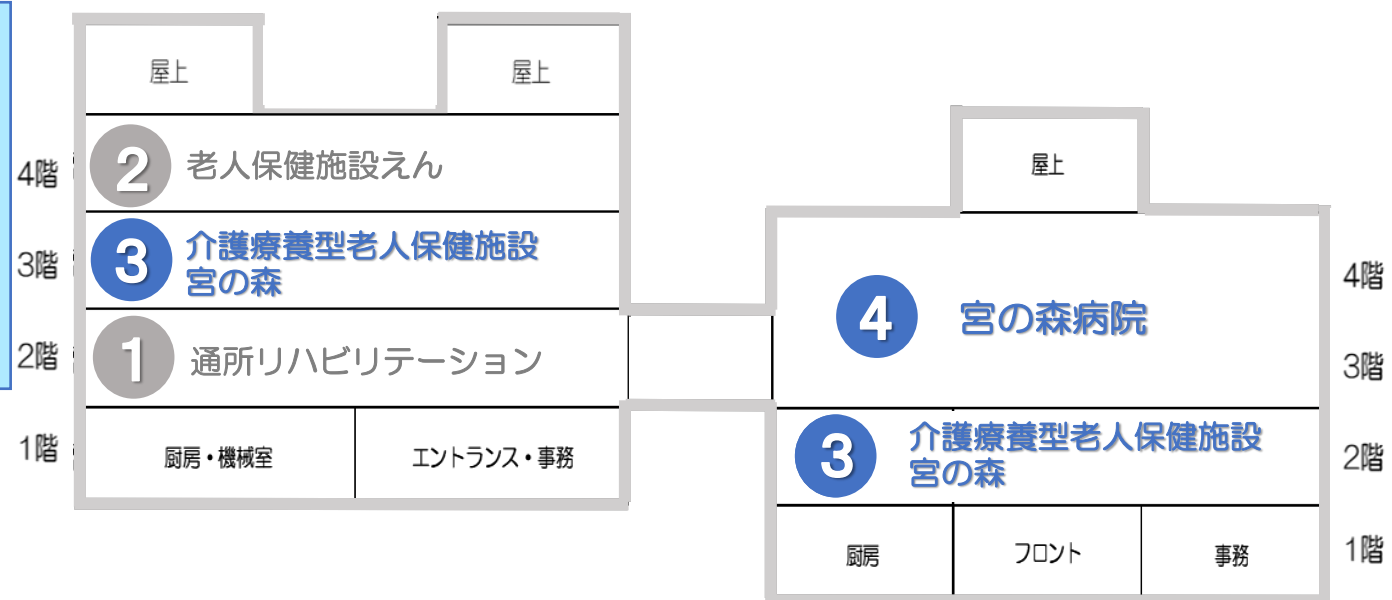 屋上
屋上
4階
2
老人保健施設えん
3階
3
介護療養型老人保健施設
宮の森
2階
1
通所リハビリテーション
1階
厨房・機械室
エントランス・事務
屋上
4
宮の森病院
4階
3階
3
介護療養型老人保健施設
宮の森
2階
厨房
フロント
事務
1階